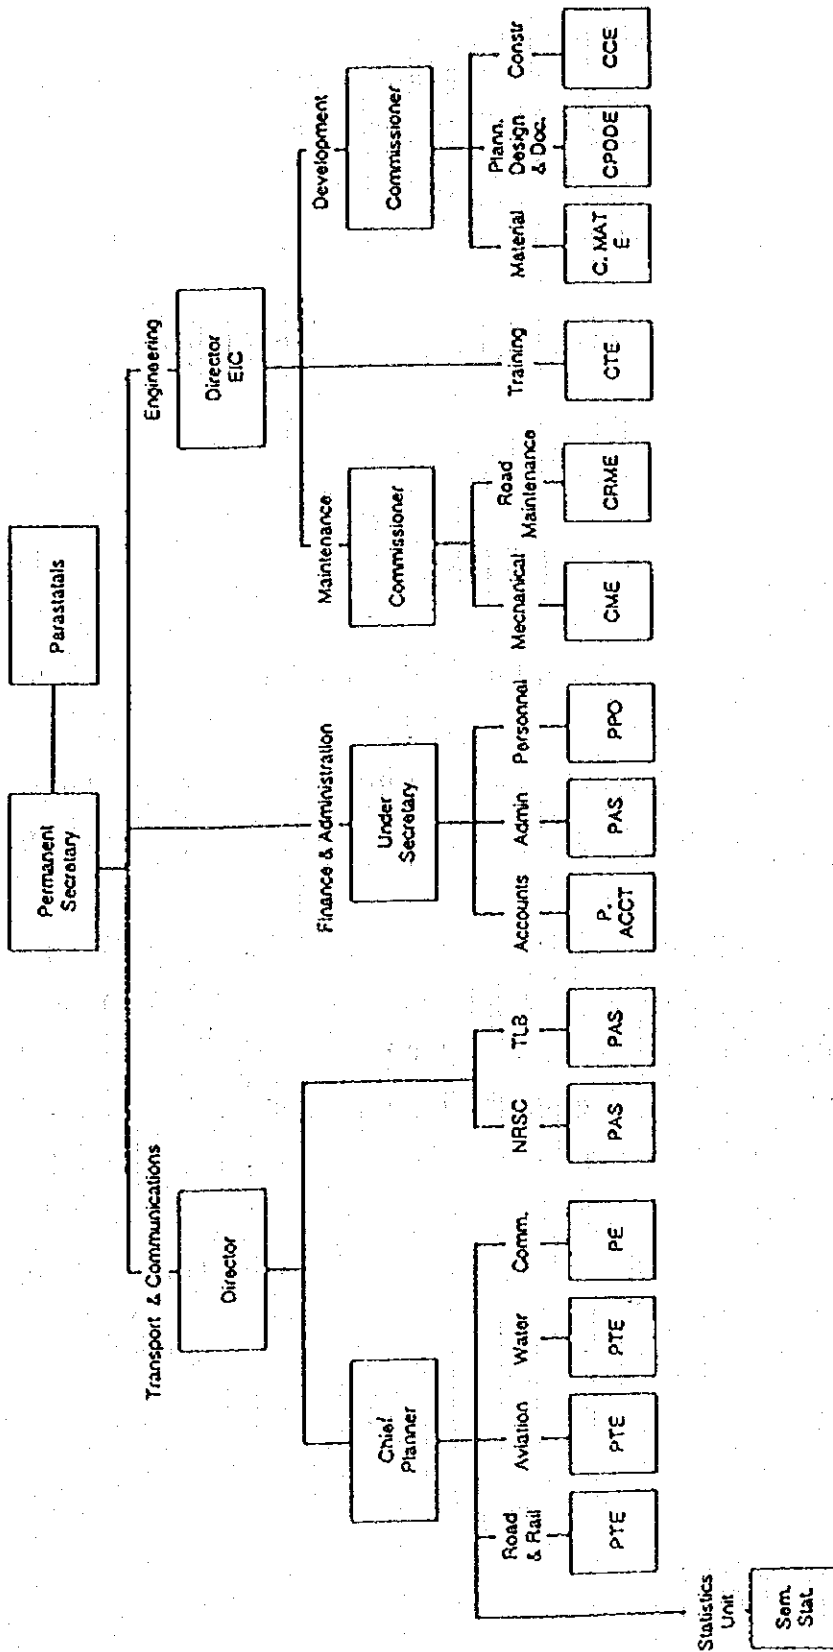 Permanent
Secretary
Parastatals
Transport & Communications
Director
Engineering
Director
EIC
Chief
Planner
Finance & Administration
Under
Secretary
Maintenance
Commissioner
Development
Commissioner
Statistics
Unit
Sem.
Stat.
Road
& Rail
PTE
Aviation
PTE
Water
PTE
Comm.
PE
NRSC
PAS
TLB
PAS
Accounts
P.
ACCT
Admin
PAS
Personnel
PPO
Mechanical
CME
Road
Maintenance
CRME
Training
CTE
Material
C. MAT
E
Plann.
Design
& Doc.
CPODE
Constr
CCE